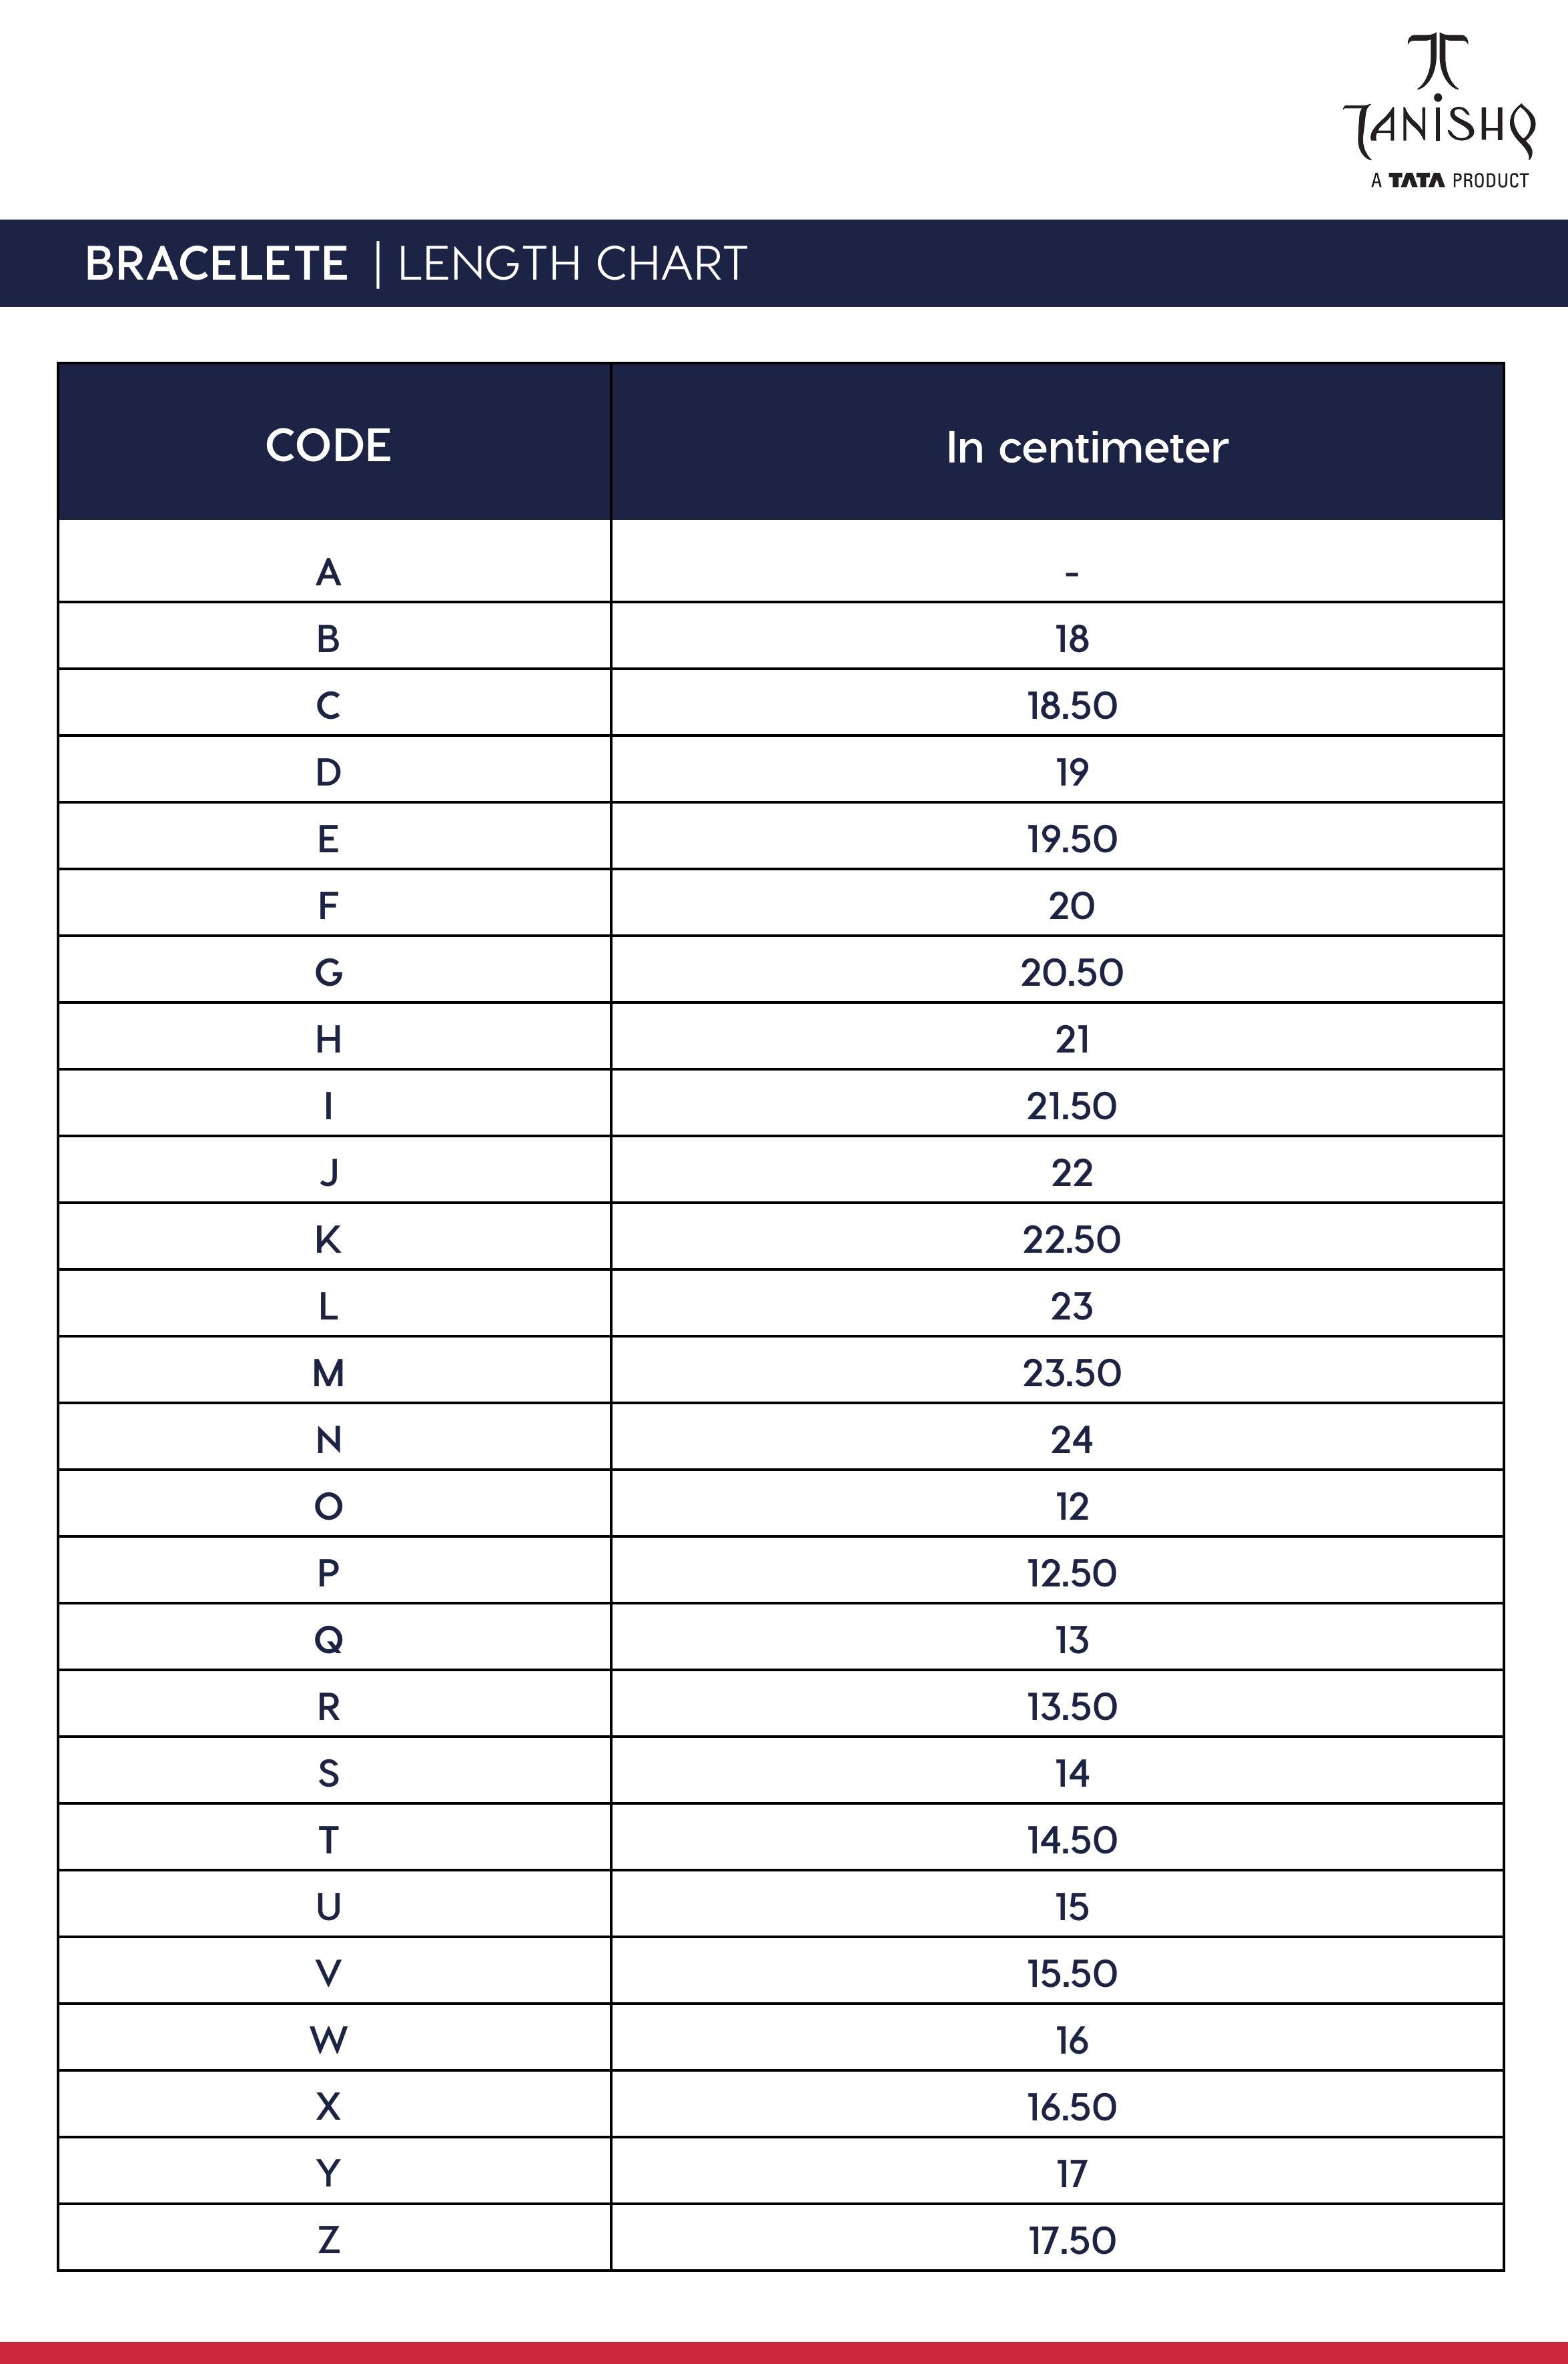 TANISHQ
A TATA PRODUCT
BRACELETE | LENGTH CHART
CODE In centimeter
A -
B 18
C 18.50
D 19
E 19.50
F 20
G 20.50
H 21
I 21.50
J 22
K 22.50
L 23
M 23.50
N 24
O 12
P 12.50
Q 13
R 13.50
S 14
T 14.50
U 15
V 15.50
W 16
X 16.50
Y 17
Z 17.50